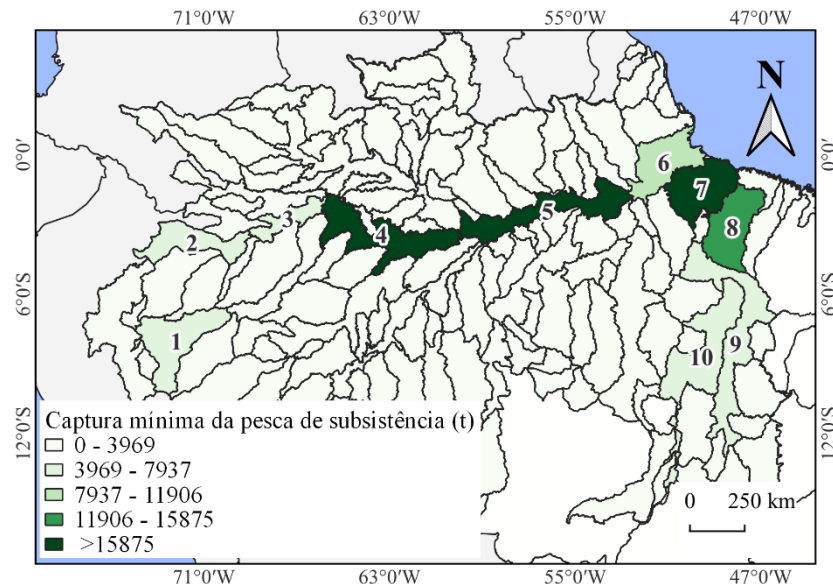 71°0'W 63°0'W 55°0'W 47°0'W
N
0°0' 0°0'
6
7
3
5
8
4
2
6°0'S 6°0'S
1
9
10
Captura mínima da pesca de subsistência (t)
0 - 3969
3969 - 7937
7937 - 11906
11906 - 15875
>15875
12°0'S 12°0'S
0 250 km
71°0'W 63°0'W 55°0'W 47°0'W